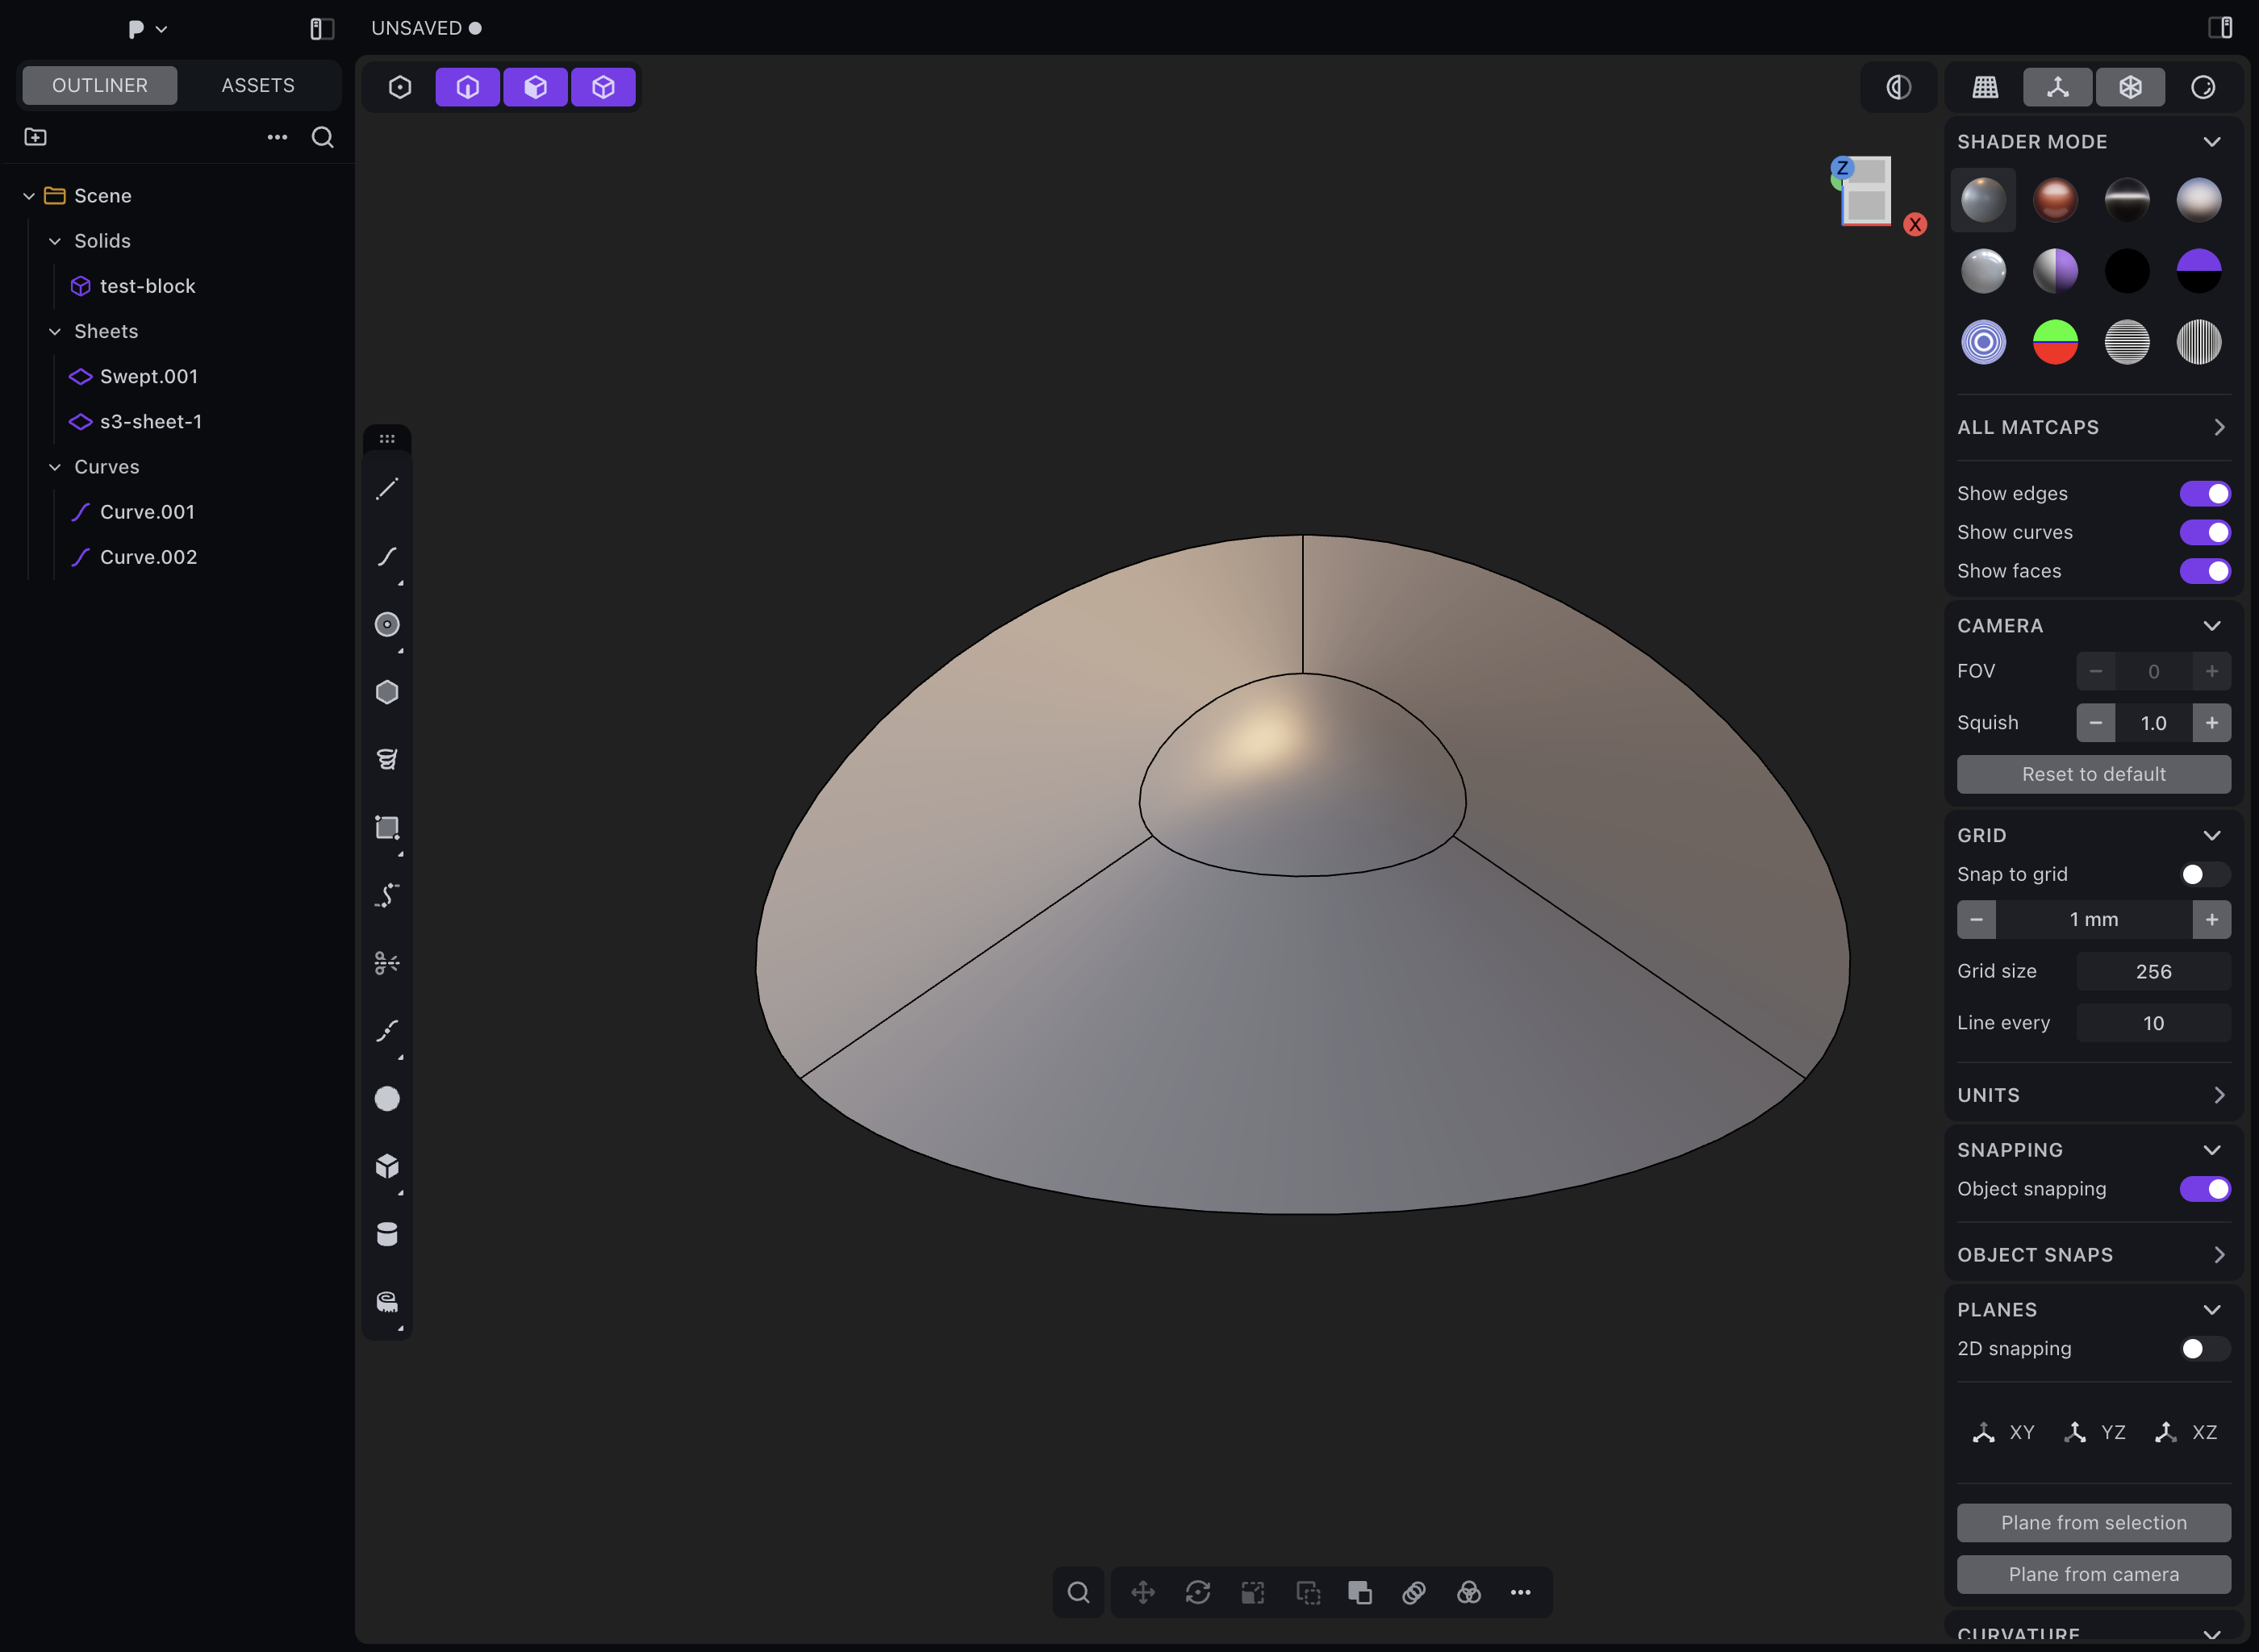 UNSAVED
OUTLINER ASSETS
Scene
Solids
test-block
Sheets
Swept.001
s3-sheet-1
Curves
Curve.001
Curve.002
Z
X
SHADER MODE
ALL MATCAPS
Show edges
Show curves
Show faces
CAMERA
FOV − 0 +
Squish − 1.0 +
Reset to default
GRID
Snap to grid
− 1 mm +
Grid size 256
Line every 10
UNITS
SNAPPING
Object snapping
OBJECT SNAPS
PLANES
2D snapping
XY YZ XZ
Plane from selection
Plane from camera
CURVATURE